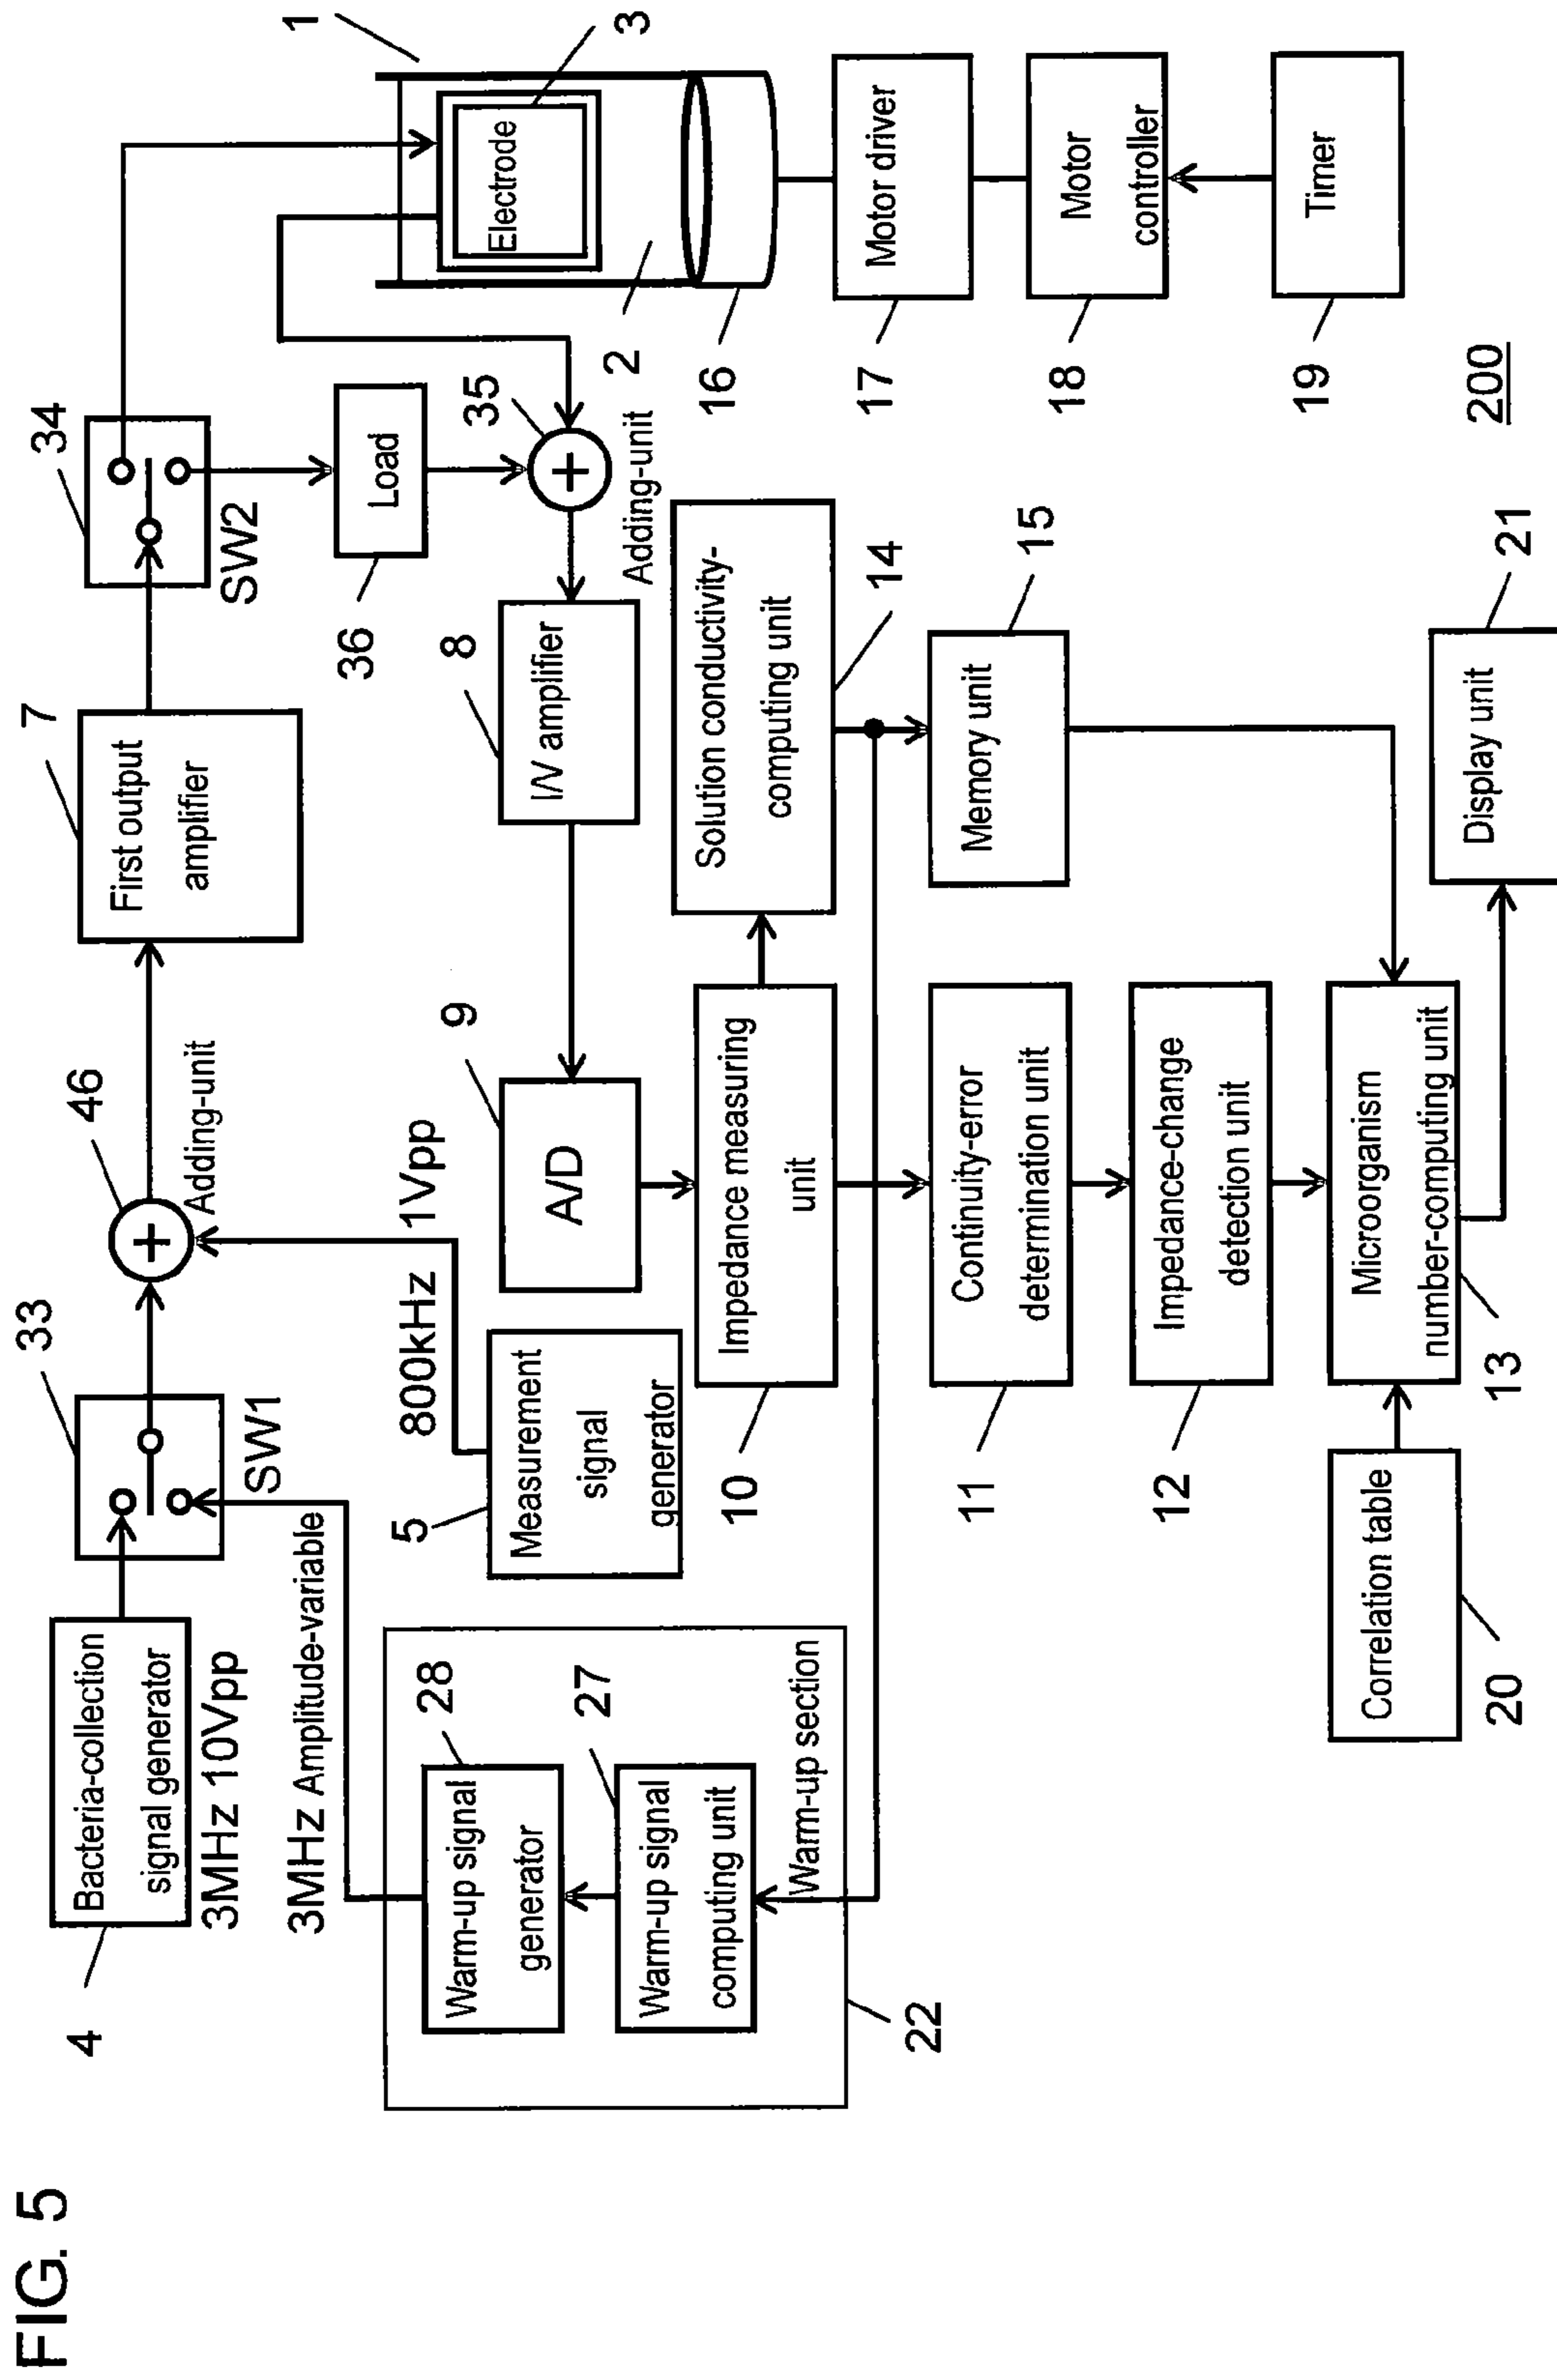 FIG. 5
4
Bacteria-collection
signal generator
3MHz 10Vpp
33
SW1
3MHz Amplitude-variable
46
Adding-unit
7
First output
amplifier
34
SW2
36
Load
35
Adding-unit
1
Electrode
3
2
16
Motor driver
17
Motor
controller
18
Timer
19
200
8
I/V amplifier
9
A/D
800kHz 1Vpp
5
Measurement
signal
generator
Impedance measuring
unit
10
Solution conductivity-
computing unit
14
Memory unit
15
28
Warm-up signal
generator
27
Warm-up signal
computing unit
Warm-up section
22
Continuity-error
determination unit
11
Impedance-change
detection unit
12
Microorganism
number-computing unit
13
Correlation table
20
Display unit
21